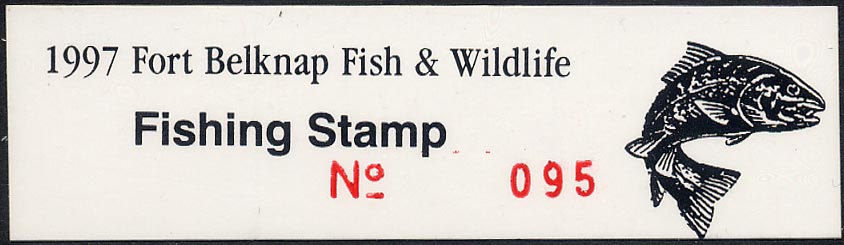 1997 Fort Belknap Fish & Wildlife
Fishing Stamp
Nº 095